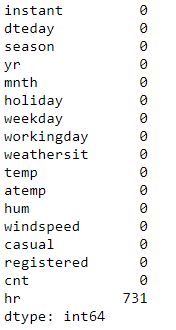 instant 0
dteday 0
season 0
yr 0
mnth 0
holiday 0
weekday 0
workingday 0
weathersit 0
temp 0
atemp 0
hum 0
windspeed 0
casual 0
registered 0
cnt 0
hr 731
dtype: int64